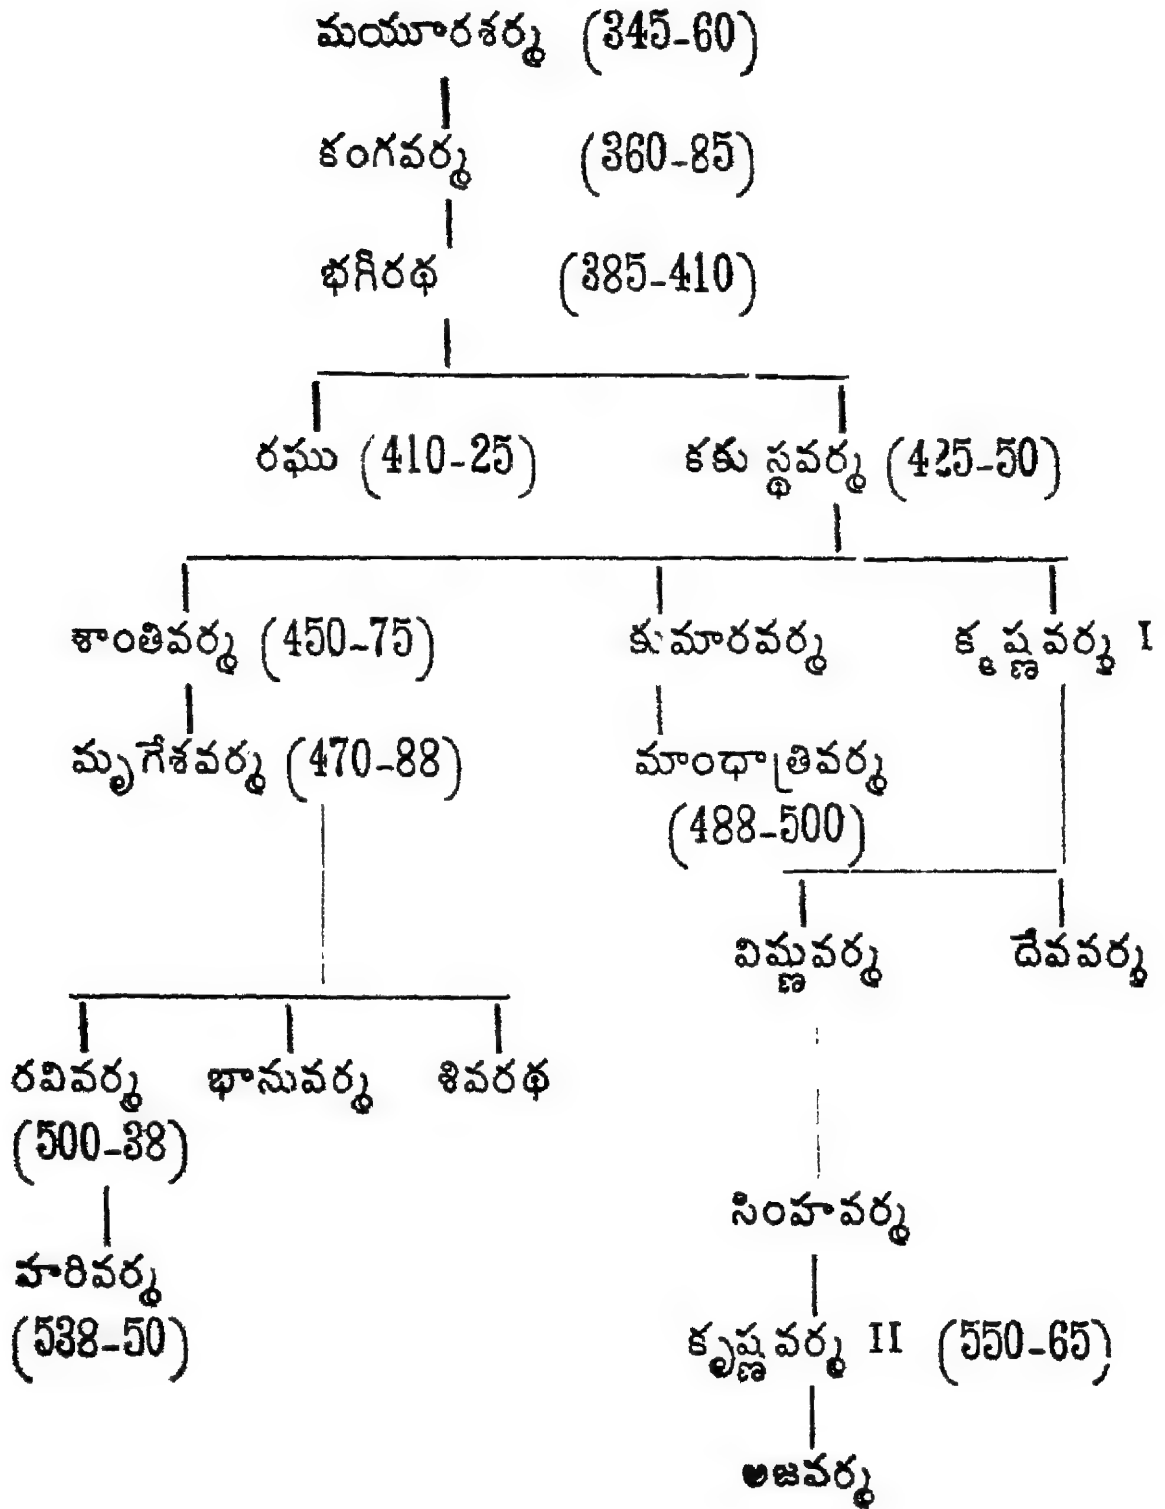 మయూరశర్మ (345-60)
కంగవర్మ (360-85)
భగీరథ (385-410)
రఘు (410-25) కకుస్థవర్మ (425-50)
శాంతివర్మ (450-75) కుమారవర్మ కృష్ణవర్మ I
మృగేశవర్మ (470-88) మాంధాత్రివర్మ
(488-500)
విష్ణువర్మ దేవవర్మ
రవివర్మ భానువర్మ శివరథ
(500-38)
సింహవర్మ
హరివర్మ
(538-50) కృష్ణవర్మ II (550-65)
అజవర్మ